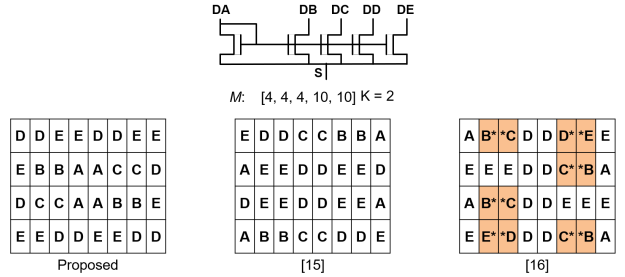 DA DB DC DD DE
S
M: [4, 4, 4, 10, 10] K = 2
D D E E D D E E
E B B A A C C D
D C C A A B B E
E E D D E E D D
Proposed
E D D C C B B A
A E E D D E E D
D E E D D E E A
A B B C C D D E
[15]
A B* *C D D D* *E E
E E E D D C* *B A
A B* *C D D E E E
E E* *D D D C* *B A
[16]